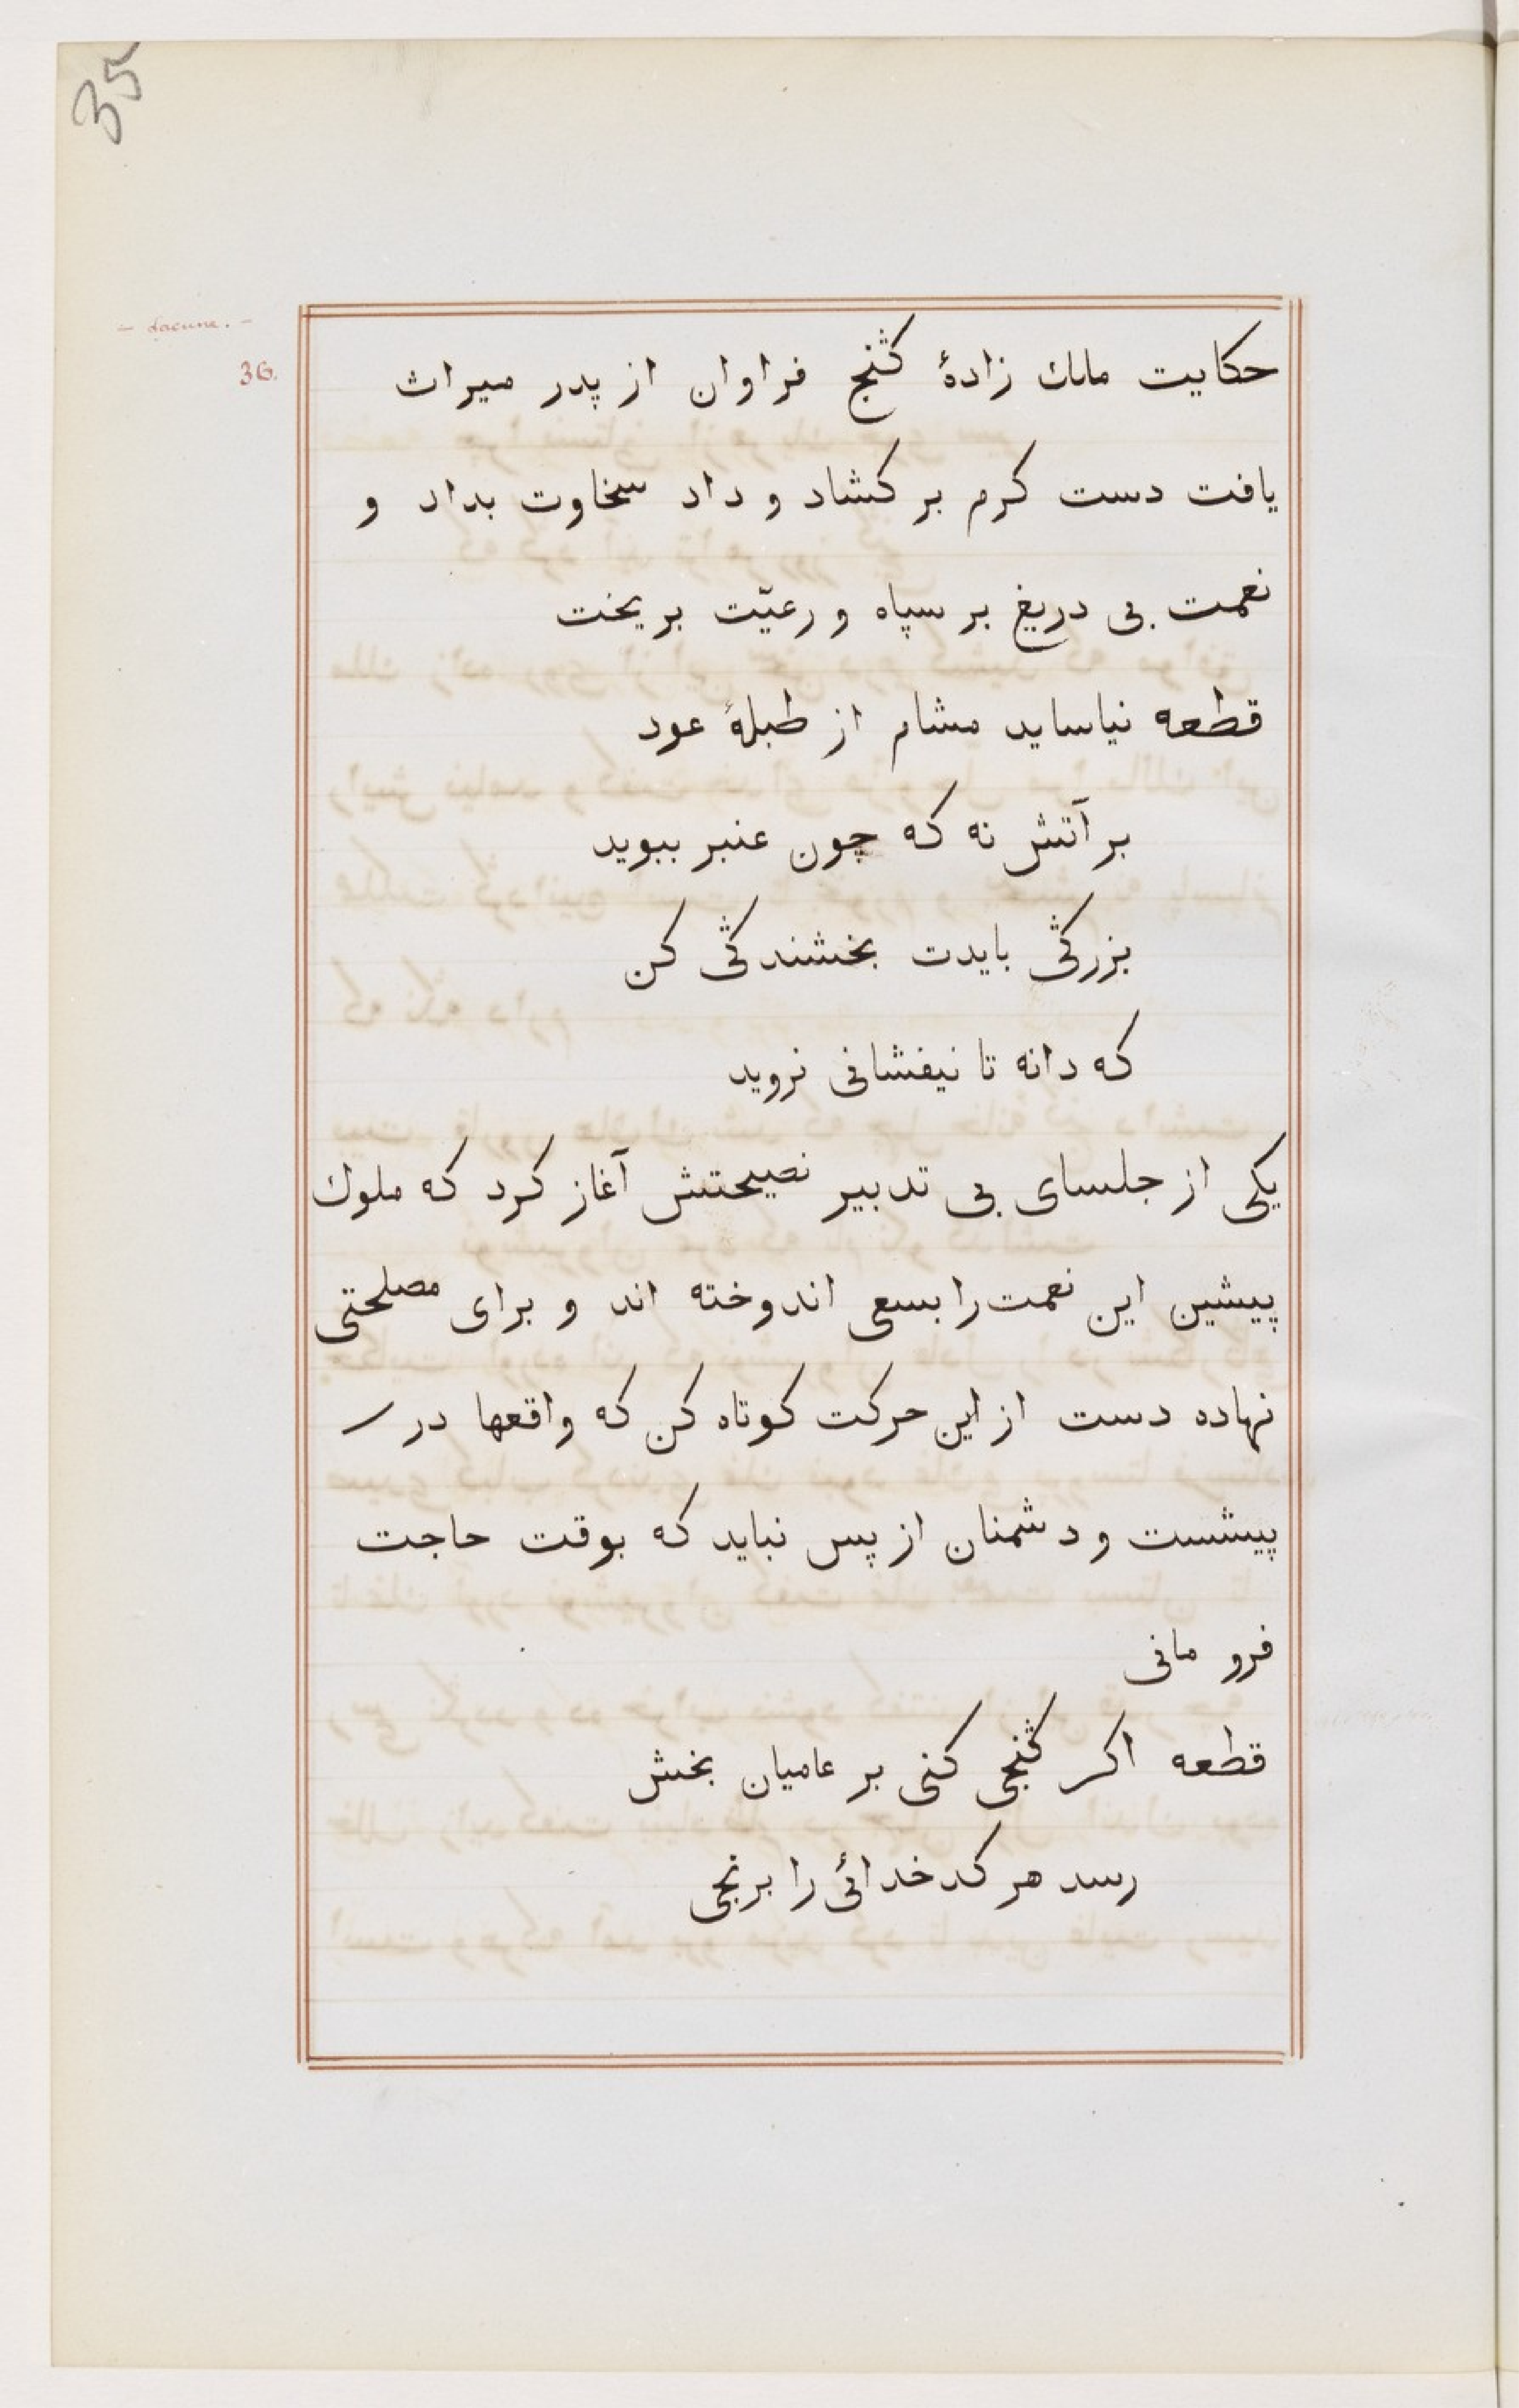 35
- Lacune. -
36.
حکایت ملك زادهٔ گنج فراوان از پدر میراث
یافت دست کرم بر کشاد و داد سخاوت بداد و
نعمت بی دریغ بر سپاه و رعیّت بریخت
قطعه نیاساید مشام از طبلهٔ عود
بر آتش نه که چون عنبر ببوید
بزرگی بایدت بخشندگی کن
که دانه تا نیفشانی نروید
یکی از جلسای بی تدبیر نصیحتش آغاز کرد که ملوك
پیشین این نعمت را بسعی اندوخته اند و برای مصلحتی
نهاده دست از این حرکت کوتاه کن که واقعها در
پیشست و دشمنان از پس نباید که بوقت حاجت
فرو مانی
قطعه اکر گنجی کنی بر عامیان بخش
رسد هر کدخدائی را برنجی